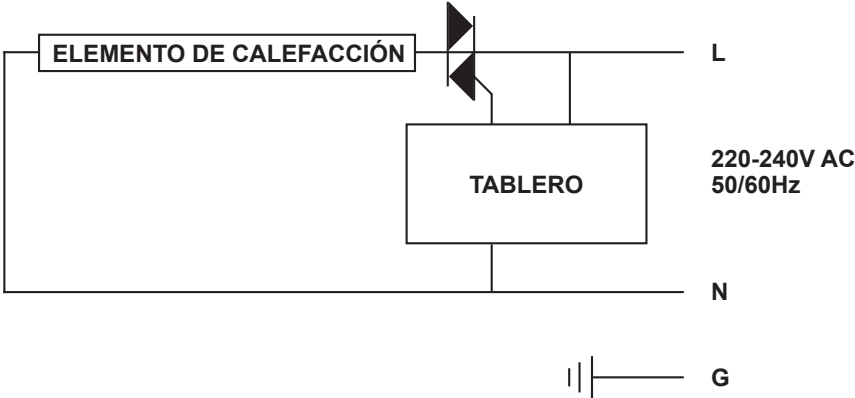 ELEMENTO DE CALEFACCIÓN
L
TABLERO
220-240V AC
50/60Hz
N
G